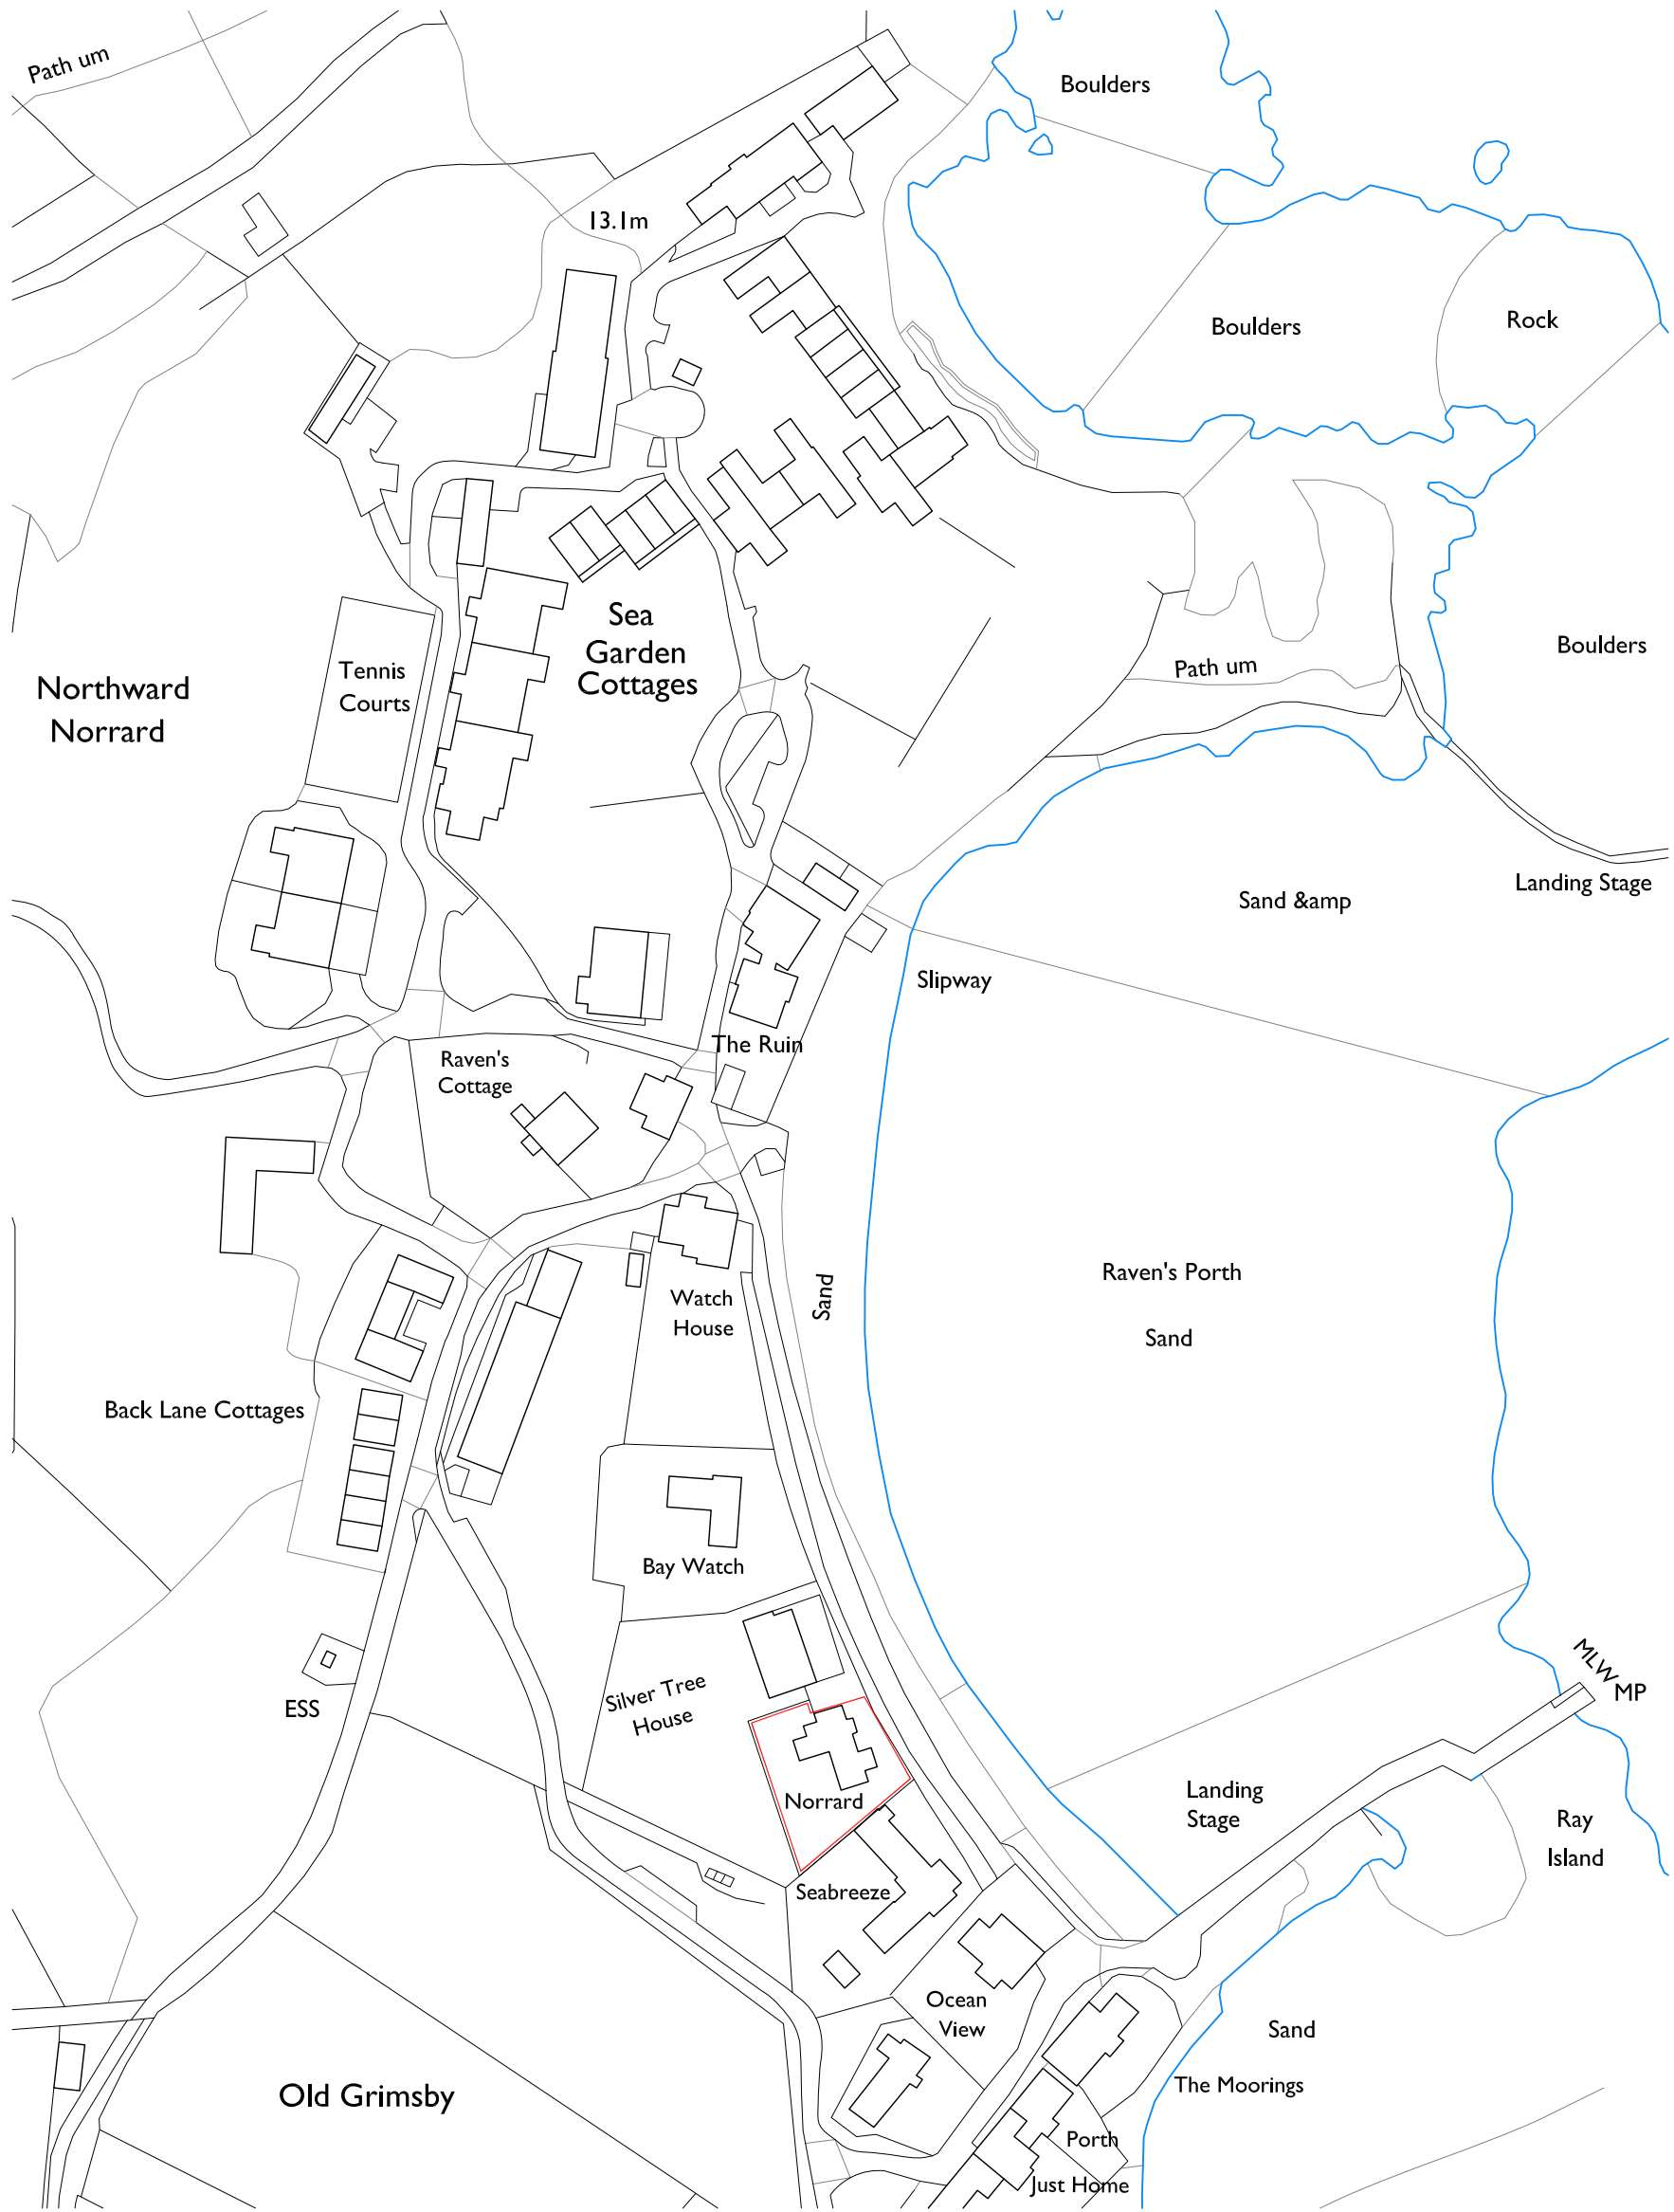 Path um
Boulders
13.1m
Boulders
Rock
Sea
Garden
Cottages
Boulders
Path um
Tennis
Courts
Northward
Norrard
Landing Stage
Sand &amp
Slipway
The Ruin
Raven's
Cottage
Raven's Porth
Sand
Watch
House
Sand
Back Lane Cottages
Bay Watch
MLW
MP
Silver Tree
House
ESS
Norrard
Landing
Stage
Ray
Island
Seabreeze
Ocean
View
Sand
The Moorings
Old Grimsby
Porth
Just Home